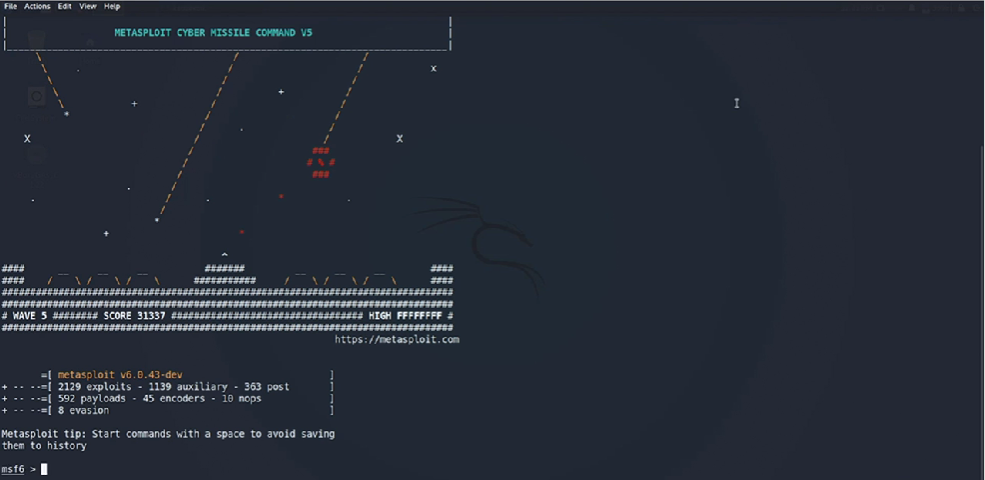 File Actions Edit View Help
METASPLOIT CYBER MISSILE COMMAND V5
X
X X
### 
# % #
###
#### ####### ####
#### ########### ####
################################################################
################################################################
# WAVE 5 ######## SCORE 31337 ################################## HIGH FFFFFFFF #
################################################################
https://metasploit.com
=[ metasploit v6.0.43-dev ]
+ -- --=[ 2129 exploits - 1139 auxiliary - 363 post ]
+ -- --=[ 592 payloads - 45 encoders - 10 nops ]
+ -- --=[ 8 evasion ]
Metasploit tip: Start commands with a space to avoid saving
them to history
msf6 >